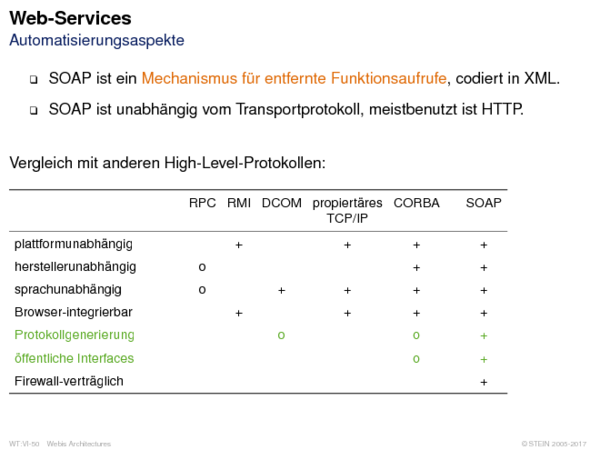 Web-Services
Automatisierungsaspekte
❑ SOAP ist ein Mechanismus für entfernte Funktionsaufrufe, codiert in XML.
❑ SOAP ist unabhängig vom Transportprotokoll, meistbenutzt ist HTTP.
Vergleich mit anderen High-Level-Protokollen:
RPC RMI DCOM propiertäres CORBA SOAP
TCP/IP
plattformunabhängig + + + +
herstellerunabhängig o + +
sprachunabhängig o + + + +
Browser-integrierbar + + + +
Protokollgenerierung o o +
öffentliche Interfaces o +
Firewall-verträglich +
WT:VI-50 Webis Architectures © STEIN 2005-2017